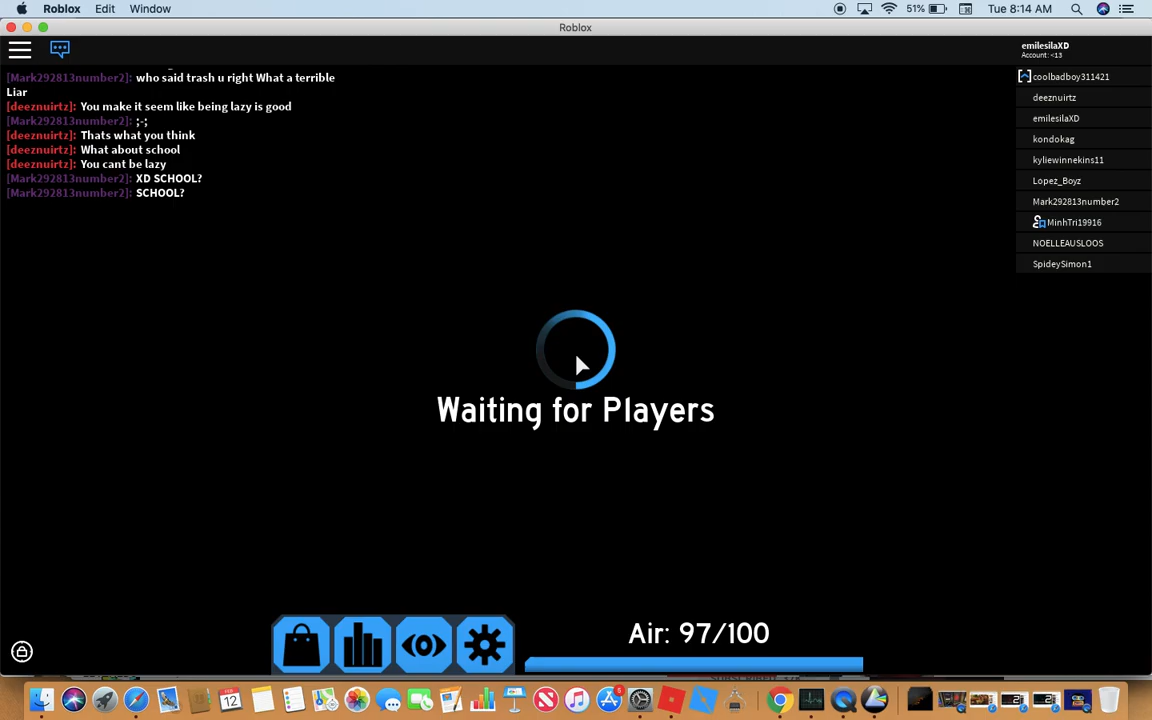 Roblox Edit Window 51% Tue 8:14 AM
Roblox
emilesilaXD
Account: <13
[Mark292813number2]: who said trash u right What a terrible
Liar
[deeznuirtz]: You make it seem like being lazy is good
[Mark292813number2]: ;-;
[deeznuirtz]: Thats what you think
[deeznuirtz]: What about school
[deeznuirtz]: You cant be lazy
[Mark292813number2]: XD SCHOOL?
[Mark292813number2]: SCHOOL?
coolbadboy311421
deeznuirtz
emilesilaXD
kondokag
kyliewinnekins11
Lopez_Boyz
Mark292813number2
MinhTri19916
NOELLEAUSLOOS
SpideySimon1
Waiting for Players
Air: 97/100
FEB
12
5